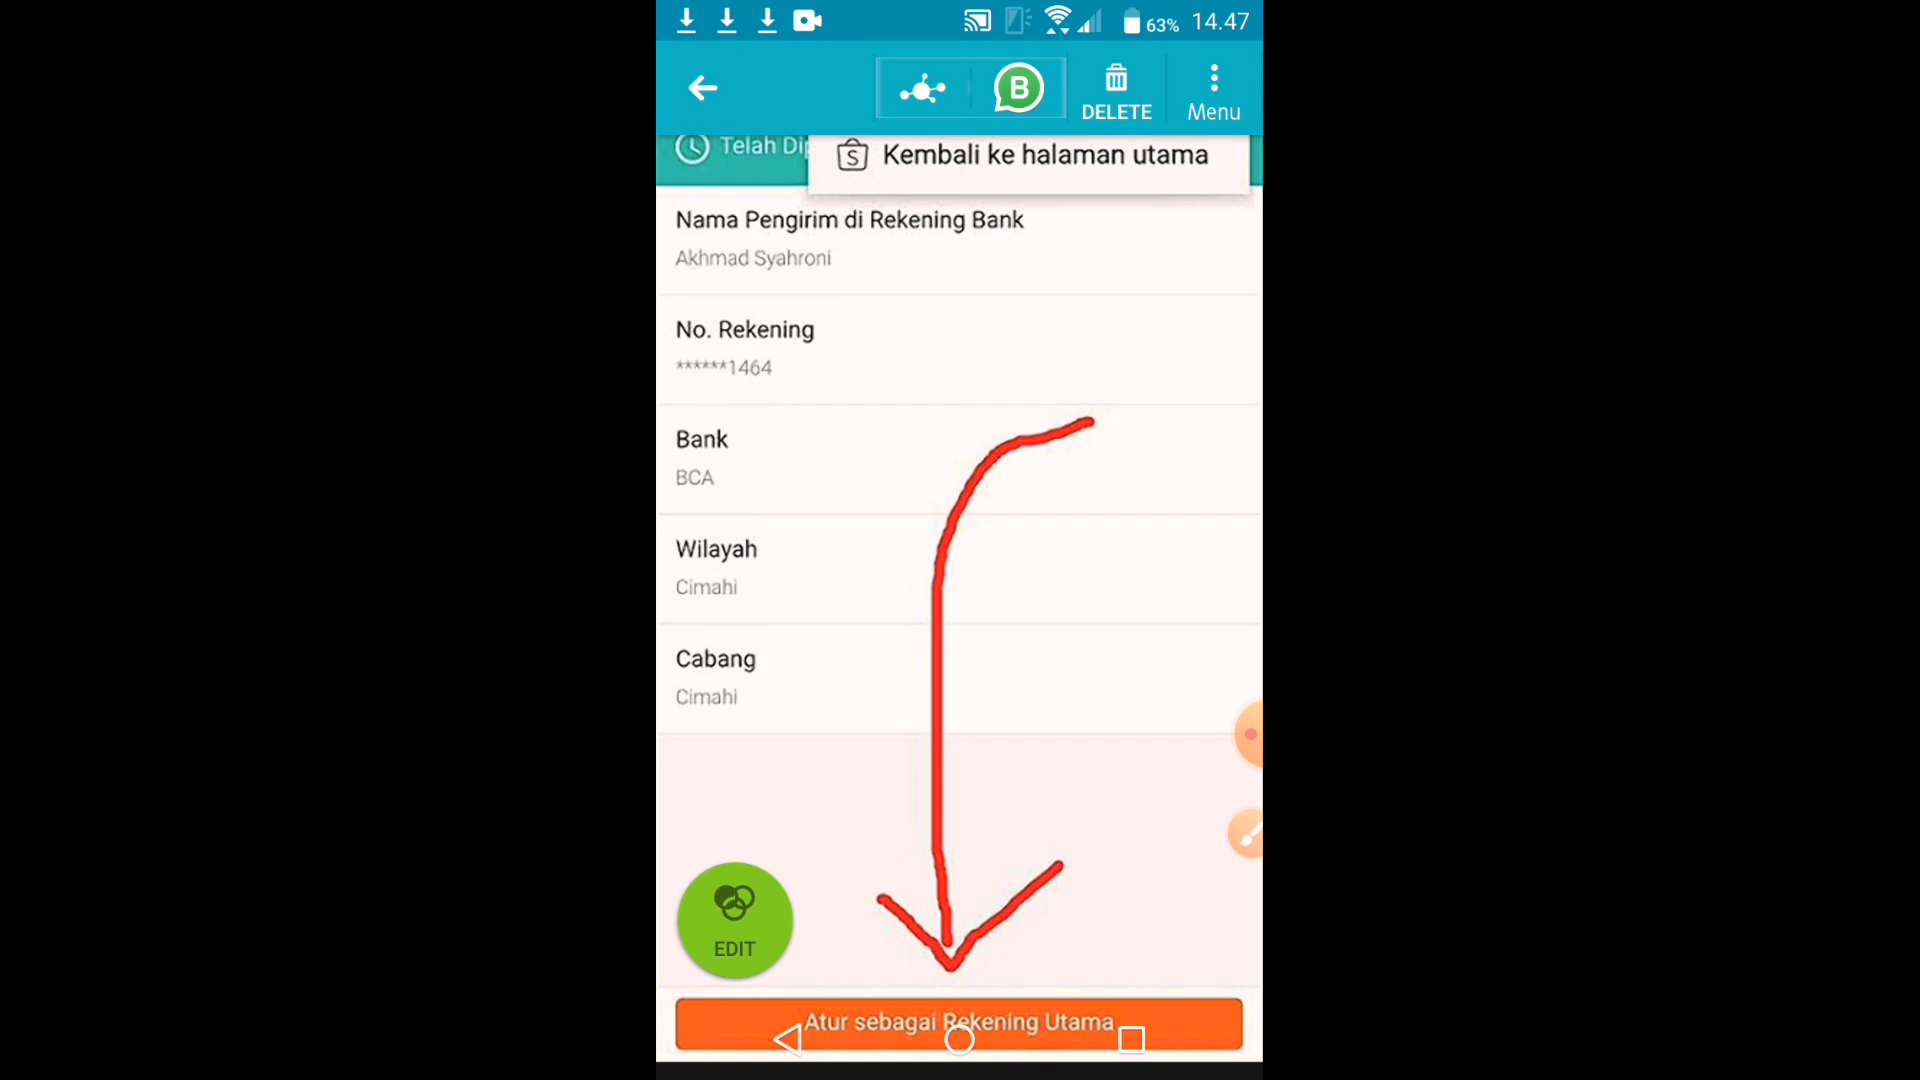 63% 14.47
B
DELETE
Menu
Telah
S Kembali ke halaman utama
Nama Pengirim di Rekening Bank
Akhmad Syahroni
No. Rekening
******1464
Bank
BCA
Wilayah
Cimahi
Cabang
Cimahi
EDIT
Atur sebagai Rekening Utama